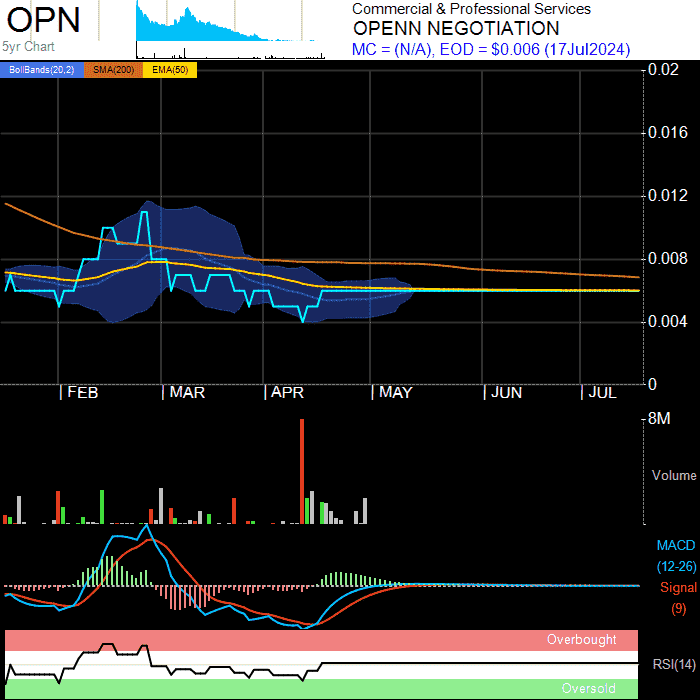 OPN
5yr Chart
Commercial & Professional Services
OPENN NEGOTIATION
MC = (N/A), EOD = $0.006 (17Jul2024)
BollBands(20,2) SMA(200) EMA(50)
0.02
0.016
0.012
0.008
0.004
0
FEB MAR APR MAY JUN JUL
8M
Volume
MACD
(12-26)
Signal
(9)
Overbought
RSI(14)
Oversold